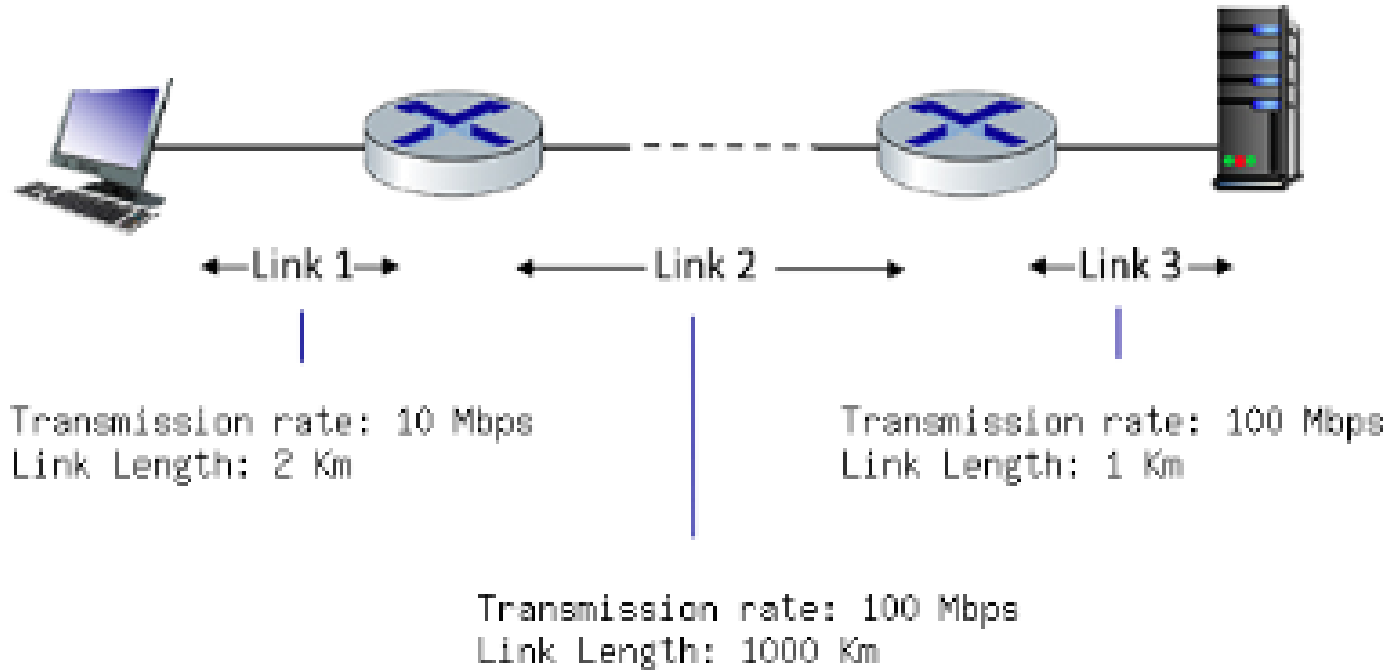 Link 1
Link 2
Link 3
Transmission rate: 10 Mbps
Link Length: 2 Km
Transmission rate: 100 Mbps
Link Length: 1 Km
Transmission rate: 100 Mbps
Link Length: 1000 Km